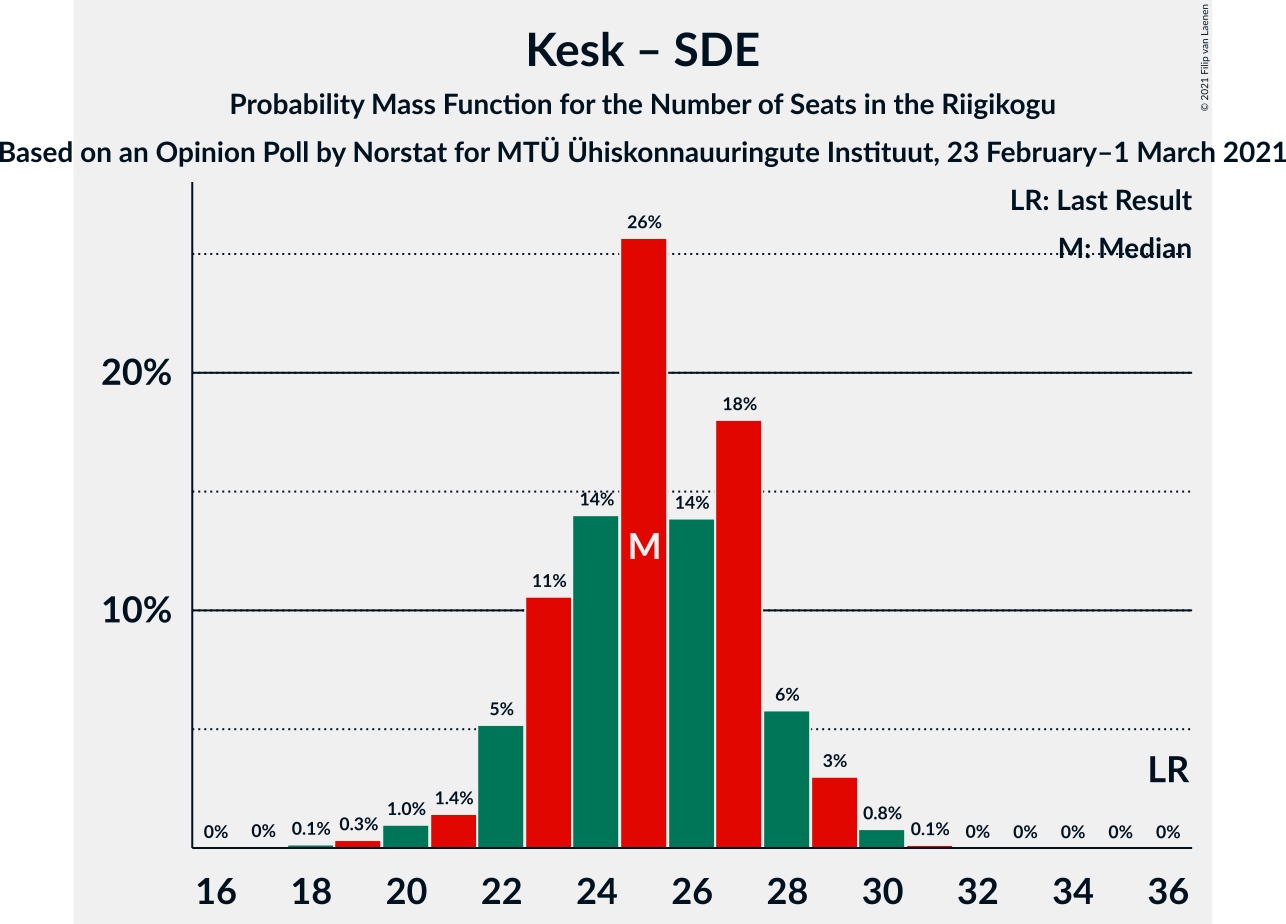 Kesk – SDE
Probability Mass Function for the Number of Seats in the Riigikogu
Based on an Opinion Poll by Norstat for MTÜ Ühiskonnauuringute Instituut, 23 February–1 March 2021
© 2021 Filip van Laenen
LR: Last Result
M: Median
26%
20%
18%
14%
14%
M
11%
10%
6%
5%
3%
LR
1.4%
1.0%
0.8%
0% 0% 0.1% 0.3% 0.1% 0% 0% 0% 0% 0%
16 18 20 22 24 26 28 30 32 34 36